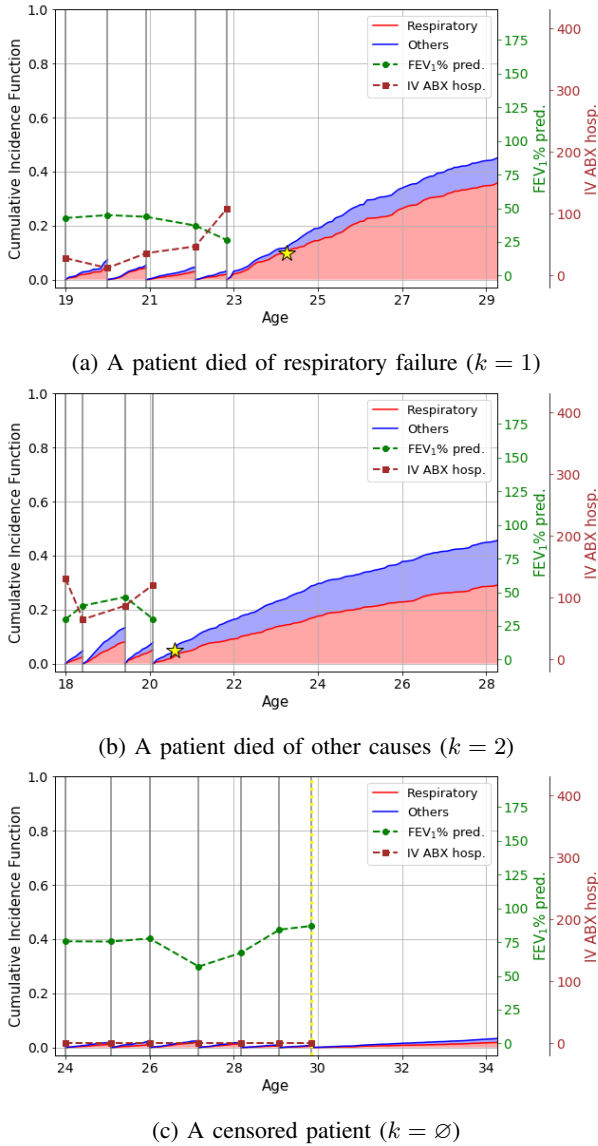 1.0
0.8
0.6
0.4
0.2
0.0
Cumulative Incidence Function
Respiratory
Others
FEV₁% pred.
IV ABX hosp.
175
150
125
100
75
50
25
0
FEV₁% pred.
400
300
200
100
0
IV ABX hosp.
19 21 23 25 27 29
Age
(a) A patient died of respiratory failure (k = 1)
1.0
0.8
0.6
0.4
0.2
0.0
Cumulative Incidence Function
Respiratory
Others
FEV₁% pred.
IV ABX hosp.
175
150
125
100
75
50
25
0
FEV₁% pred.
400
300
200
100
0
IV ABX hosp.
18 20 22 24 26 28
Age
(b) A patient died of other causes (k = 2)
1.0
0.8
0.6
0.4
0.2
0.0
Cumulative Incidence Function
Respiratory
Others
FEV₁% pred.
IV ABX hosp.
175
150
125
100
75
50
25
0
FEV₁% pred.
400
300
200
100
0
IV ABX hosp.
24 26 28 30 32 34
Age
(c) A censored patient (k = ∅)